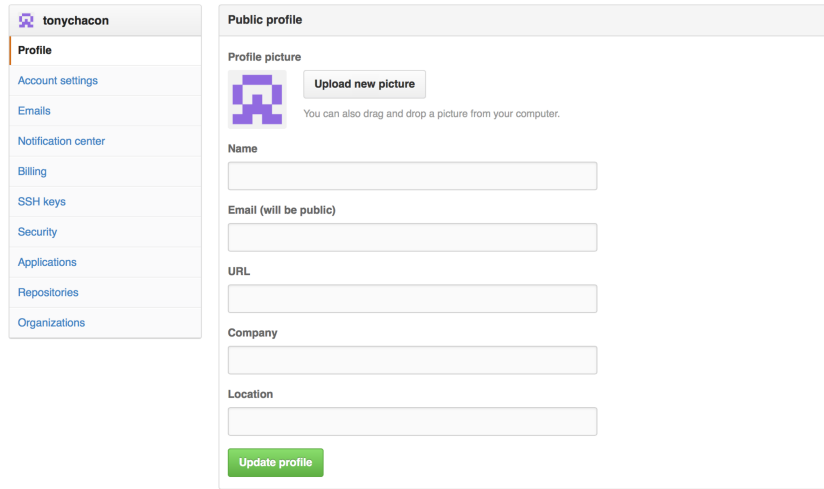 tonychacon
Profile
Account settings
Emails
Notification center
Billing
SSH keys
Security
Applications
Repositories
Organizations
Public profile
Profile picture
Upload new picture
You can also drag and drop a picture from your computer.
Name
Email (will be public)
URL
Company
Location
Update profile